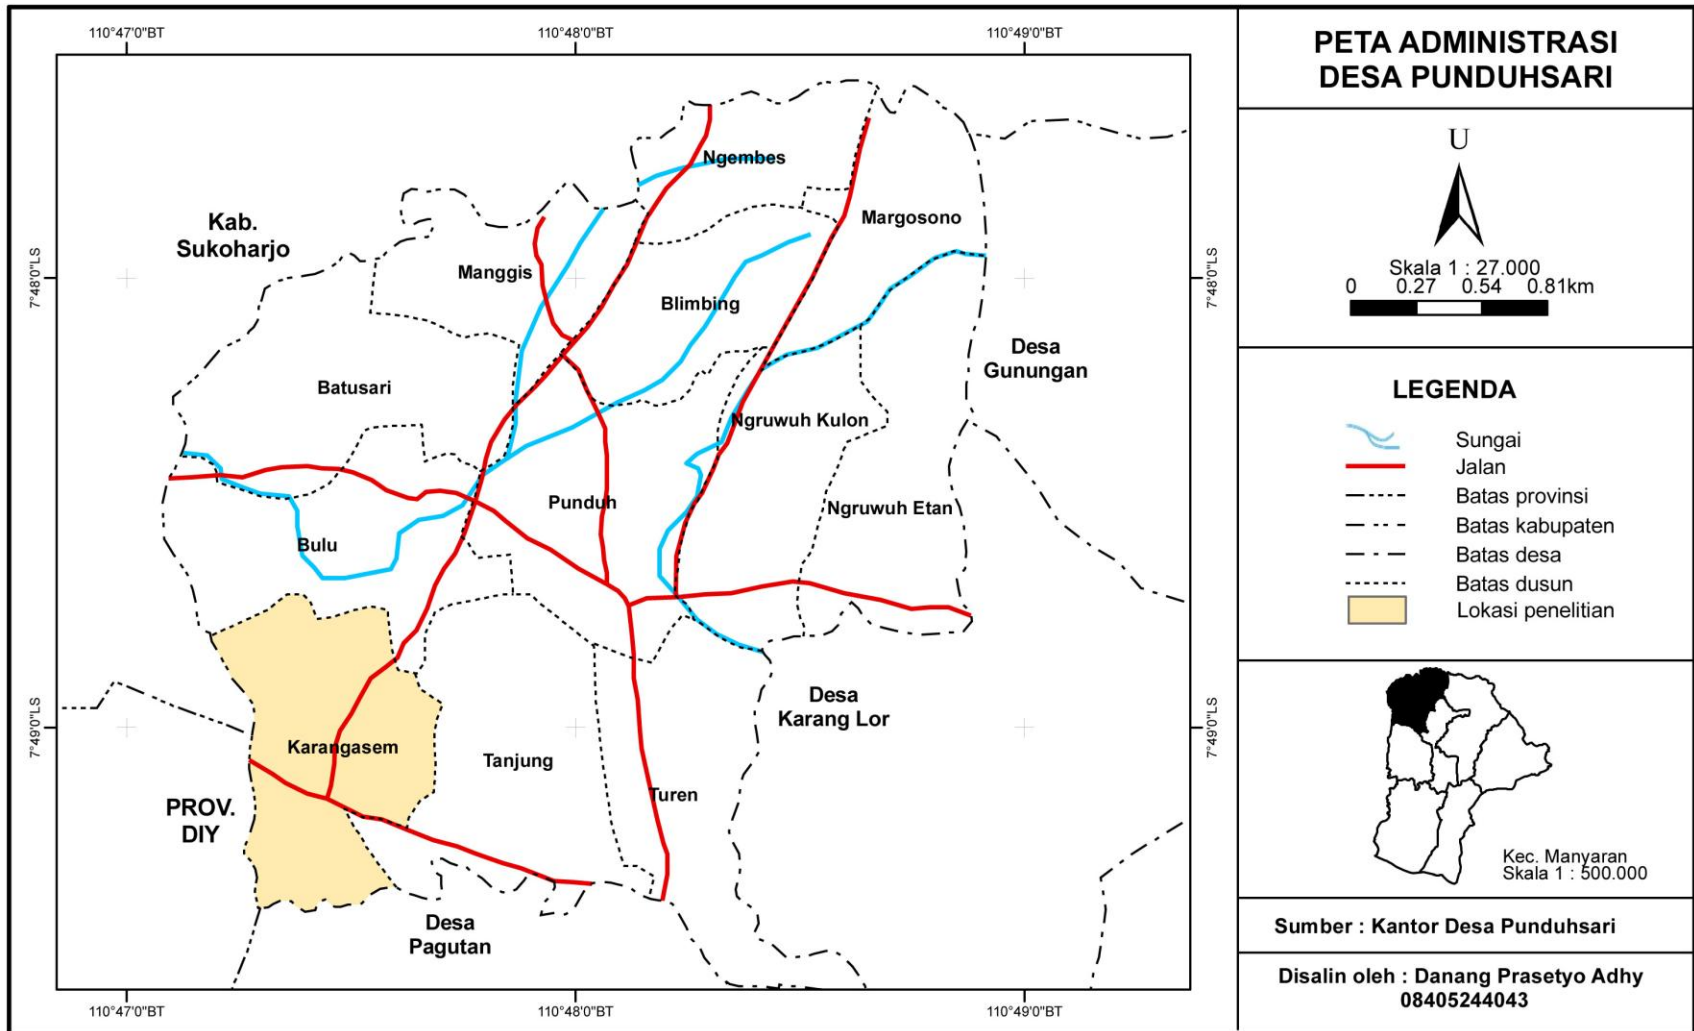 110°47'0"BT
110°48'0"BT
110°49'0"BT
7°48'0"LS
7°48'0"LS
7°49'0"LS
7°49'0"LS
Ngembes
Kab.
Sukoharjo
Margosono
Manggis
Blimbing
Desa
Gunungan
Batusari
Ngruwuh Kulon
Punduh
Ngruwuh Etan
Bulu
Desa
Karang Lor
Karangasem
Tanjung
Turen
PROV.
DIY
Desa
Pagutan
110°47'0"BT
110°48'0"BT
110°49'0"BT
PETA ADMINISTRASI
DESA PUNDUHSARI
U
Skala 1 : 27.000
0 0.27 0.54 0.81km
LEGENDA
Sungai
Jalan
Batas provinsi
Batas kabupaten
Batas desa
Batas dusun
Lokasi penelitian
Kec. Manyaran
Skala 1 : 500.000
Sumber : Kantor Desa Punduhsari
Disalin oleh : Danang Prasetyo Adhy
08405244043